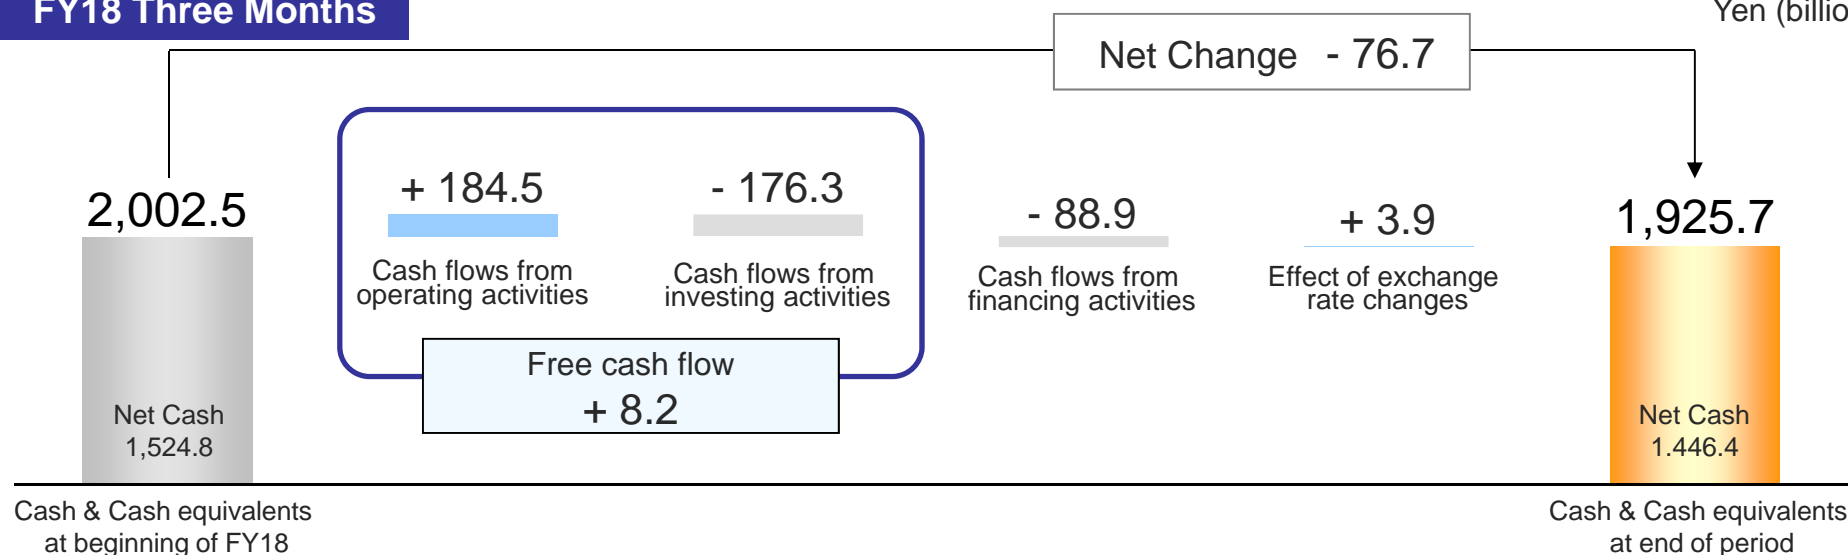 FY18 Three Months
Yen (billio
Net Change - 76.7
2,002.5
+ 184.5
- 176.3
- 88.9
+ 3.9
1,925.7
Cash flows from
operating activities
Cash flows from
investing activities
Cash flows from
financing activities
Effect of exchange
rate changes
Free cash flow
+ 8.2
Net Cash
1,524.8
Net Cash
1.446.4
Cash & Cash equivalents
at beginning of FY18
Cash & Cash equivalents
at end of period